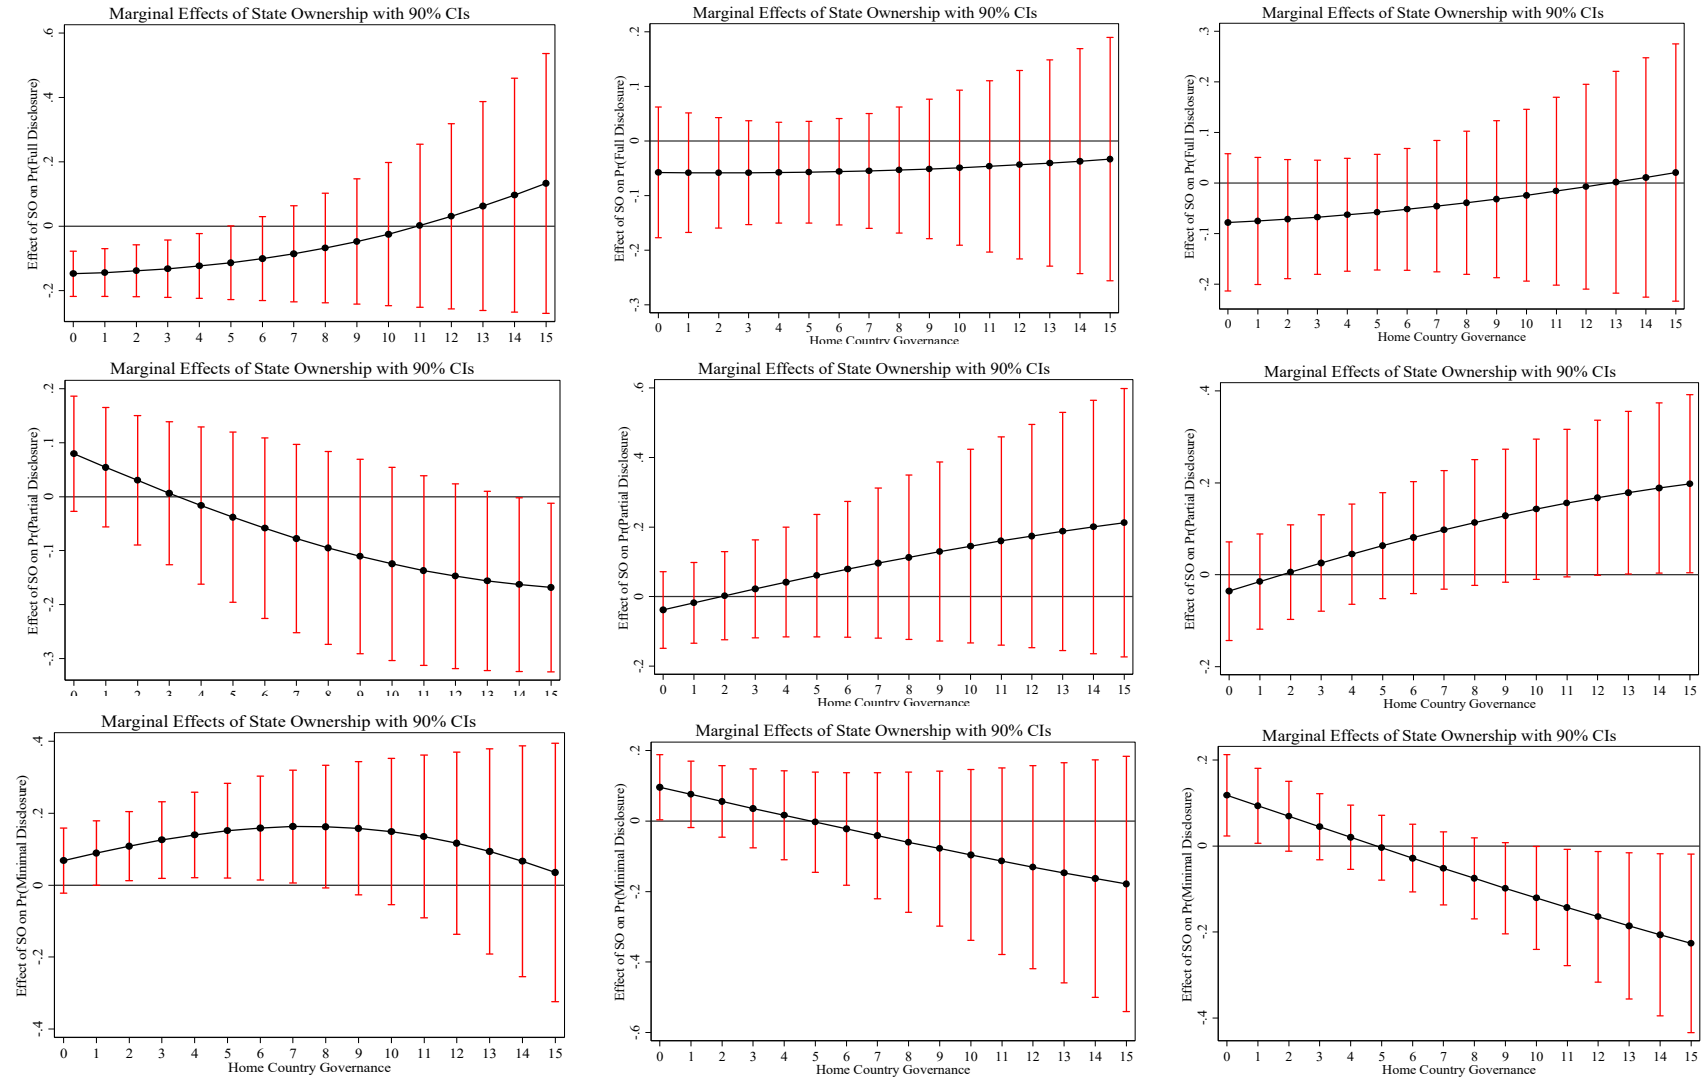 Marginal Effects of State Ownership with 90% CIs
Effect of SO on Pr(Full Disclosure)
.6
.4
.2
0
-.2
0 1 2 3 4 5 6 7 8 9 10 11 12 13 14 15
Marginal Effects of State Ownership with 90% CIs
Effect of SO on Pr(Full Disclosure)
.2
0
-.1
-.2
-.3
0 1 2 3 4 5 6 7 8 9 10 11 12 13 14 15
Home Country Governance
Marginal Effects of State Ownership with 90% CIs
Effect of SO on Pr(Full Disclosure)
.3
.2
.1
0
-.1
-.2
0 1 2 3 4 5 6 7 8 9 10 11 12 13 14 15
Home Country Governance
Marginal Effects of State Ownership with 90% CIs
Effect of SO on Pr(Partial Disclosure)
.2
.1
0
-.1
-.2
-.3
0 1 2 3 4 5 6 7 8 9 10 11 12 13 14 15
Marginal Effects of State Ownership with 90% CIs
Effect of SO on Pr(Partial Disclosure)
.6
.4
.2
0
-.2
0 1 2 3 4 5 6 7 8 9 10 11 12 13 14 15
Home Country Governance
Marginal Effects of State Ownership with 90% CIs
Effect of SO on Pr(Partial Disclosure)
.4
.2
0
-.2
0 1 2 3 4 5 6 7 8 9 10 11 12 13 14 15
Home Country Governance
Marginal Effects of State Ownership with 90% CIs
Effect of SO on Pr(Minimal Disclosure)
.4
.2
0
-.2
-.4
0 1 2 3 4 5 6 7 8 9 10 11 12 13 14 15
Home Country Governance
Marginal Effects of State Ownership with 90% CIs
Effect of SO on Pr(Minimal Disclosure)
.2
0
-.2
-.4
-.6
0 1 2 3 4 5 6 7 8 9 10 11 12 13 14 15
Home Country Governance
Marginal Effects of State Ownership with 90% CIs
Effect of SO on Pr(Minimal Disclosure)
.2
0
-.2
-.4
0 1 2 3 4 5 6 7 8 9 10 11 12 13 14 15
Home Country Governance